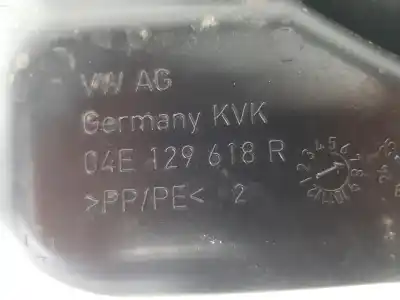 VW AG
Germany KVK
04E 129 618 R
>PP/PE< 2